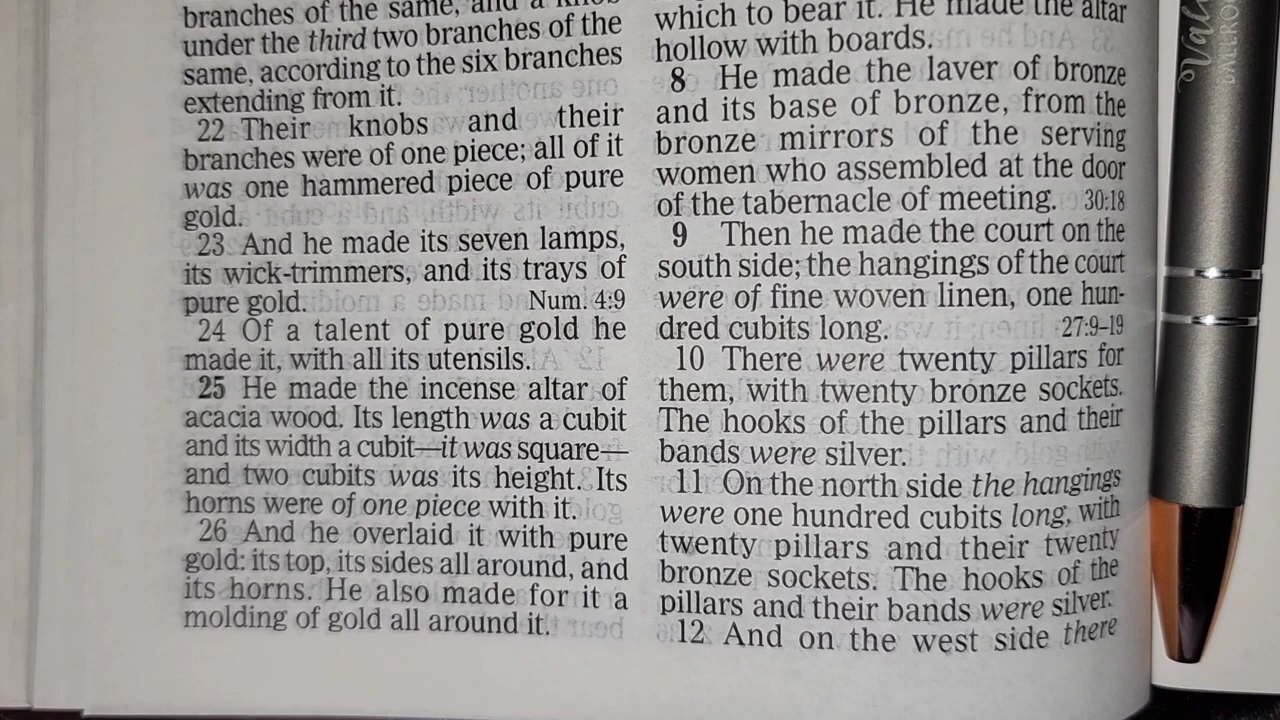 branches of the same, and a knob
under the third two branches of the
same, according to the six branches
extending from it.
22 Their knobs and their
branches were of one piece; all of it
was one hammered piece of pure
gold.
23 And he made its seven lamps,
its wick-trimmers, and its trays of
pure gold. Num. 4:9
24 Of a talent of pure gold he
made it, with all its utensils.
25 He made the incense altar of
acacia wood. Its length was a cubit
and its width a cubit—it was square—
and two cubits was its height. Its
horns were of one piece with it.
26 And he overlaid it with pure
gold: its top, its sides all around, and
its horns. He also made for it a
molding of gold all around it.
which to bear it. He made the altar
hollow with boards.
8 He made the laver of bronze
and its base of bronze, from the
bronze mirrors of the serving
women who assembled at the door
of the tabernacle of meeting. 30:18
9 Then he made the court on the
south side; the hangings of the court
were of fine woven linen, one hun-
dred cubits long. 27:9–19
10 There were twenty pillars for
them, with twenty bronze sockets.
The hooks of the pillars and their
bands were silver.
11 On the north side the hangings
were one hundred cubits long, with
twenty pillars and their twenty
bronze sockets. The hooks of the
pillars and their bands were silver.
12 And on the west side there